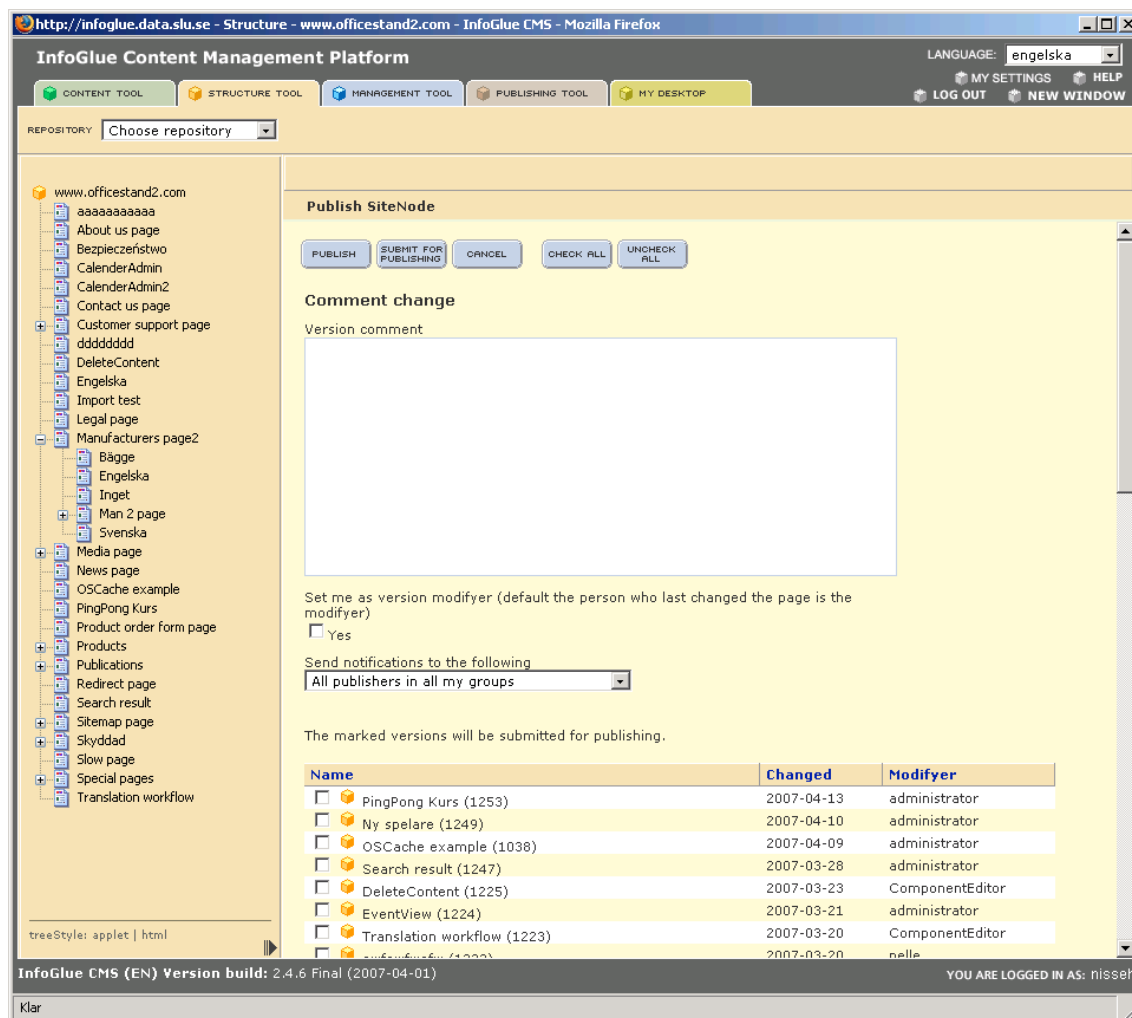 http://infoglue.data.slu.se - Structure - www.officestand2.com - InfoGlue CMS - Mozilla Firefox
InfoGlue Content Management Platform
LANGUAGE: engelska
MY SETTINGS HELP
LOG OUT NEW WINDOW
CONTENT TOOL STRUCTURE TOOL MANAGEMENT TOOL PUBLISHING TOOL MY DESKTOP
REPOSITORY Choose repository
www.officestand2.com
aaaaaaaaaaa
About us page
Bezpieczeństwo
CalenderAdmin
CalenderAdmin2
Contact us page
Customer support page
dddddddd
DeleteContent
Engelska
Import test
Legal page
Manufacturers page2
Bägge
Engelska
Inget
Man 2 page
Svenska
Media page
News page
OSCache example
PingPong Kurs
Product order form page
Products
Publications
Redirect page
Search result
Sitemap page
Skyddad
Slow page
Special pages
Translation workflow
treeStyle: applet | html
Publish SiteNode
PUBLISH SUBMIT FOR PUBLISHING CANCEL CHECK ALL UNCHECK ALL
Comment change
Version comment
Set me as version modifyer (default the person who last changed the page is the
modifyer)
Yes
Send notifications to the following
All publishers in all my groups
The marked versions will be submitted for publishing.
Name Changed Modifyer
PingPong Kurs (1253) 2007-04-13 administrator
Ny spelare (1249) 2007-04-10 administrator
OSCache example (1038) 2007-04-09 administrator
Search result (1247) 2007-03-28 administrator
DeleteContent (1225) 2007-03-23 ComponentEditor
EventView (1224) 2007-03-21 administrator
Translation workflow (1223) 2007-03-20 ComponentEditor
2007-03-20 nelle
InfoGlue CMS (EN) Version build: 2.4.6 Final (2007-04-01)
YOU ARE LOGGED IN AS: nisseh
Klar